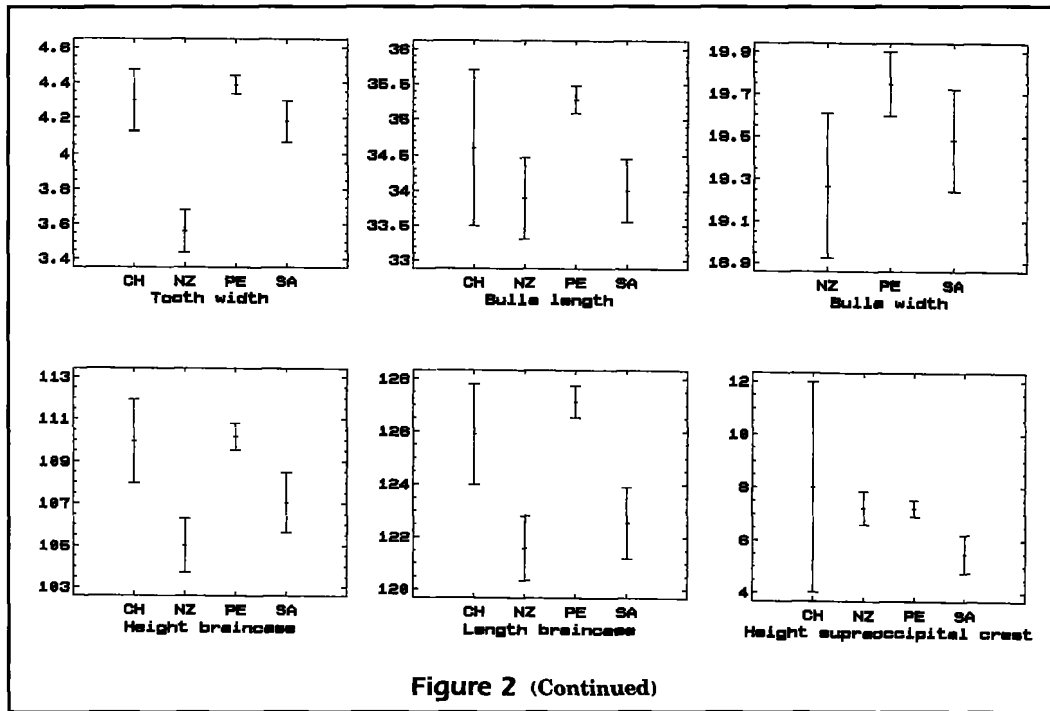 4.6
4.4
4.2
4
3.8
3.6
3.4
CH NZ PE SA
Tooth width
36
35.5
35
34.5
34
33.5
33
CH NZ PE SA
Bulla length
19.9
19.7
19.5
19.3
19.1
18.9
NZ PE SA
Bulla width
113
111
109
107
105
103
CH NZ PE SA
Height braincase
128
126
124
122
120
CH NZ PE SA
Length braincase
12
10
8
6
4
CH NZ PE SA
Height supraoccipital crest
Figure 2 (Continued)